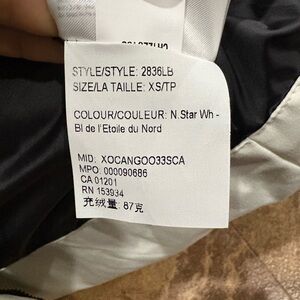 STYLE/STYLE: 2836LB
SIZE/LA TAILLE: XS/TP
COLOUR/COULEUR: N.Star Wh -
Bl de l'Etoile du Nord
MID: XOCANGOO33SCA
MPO: 000090686
CA 01201
RN 153934
充绒量: 87克